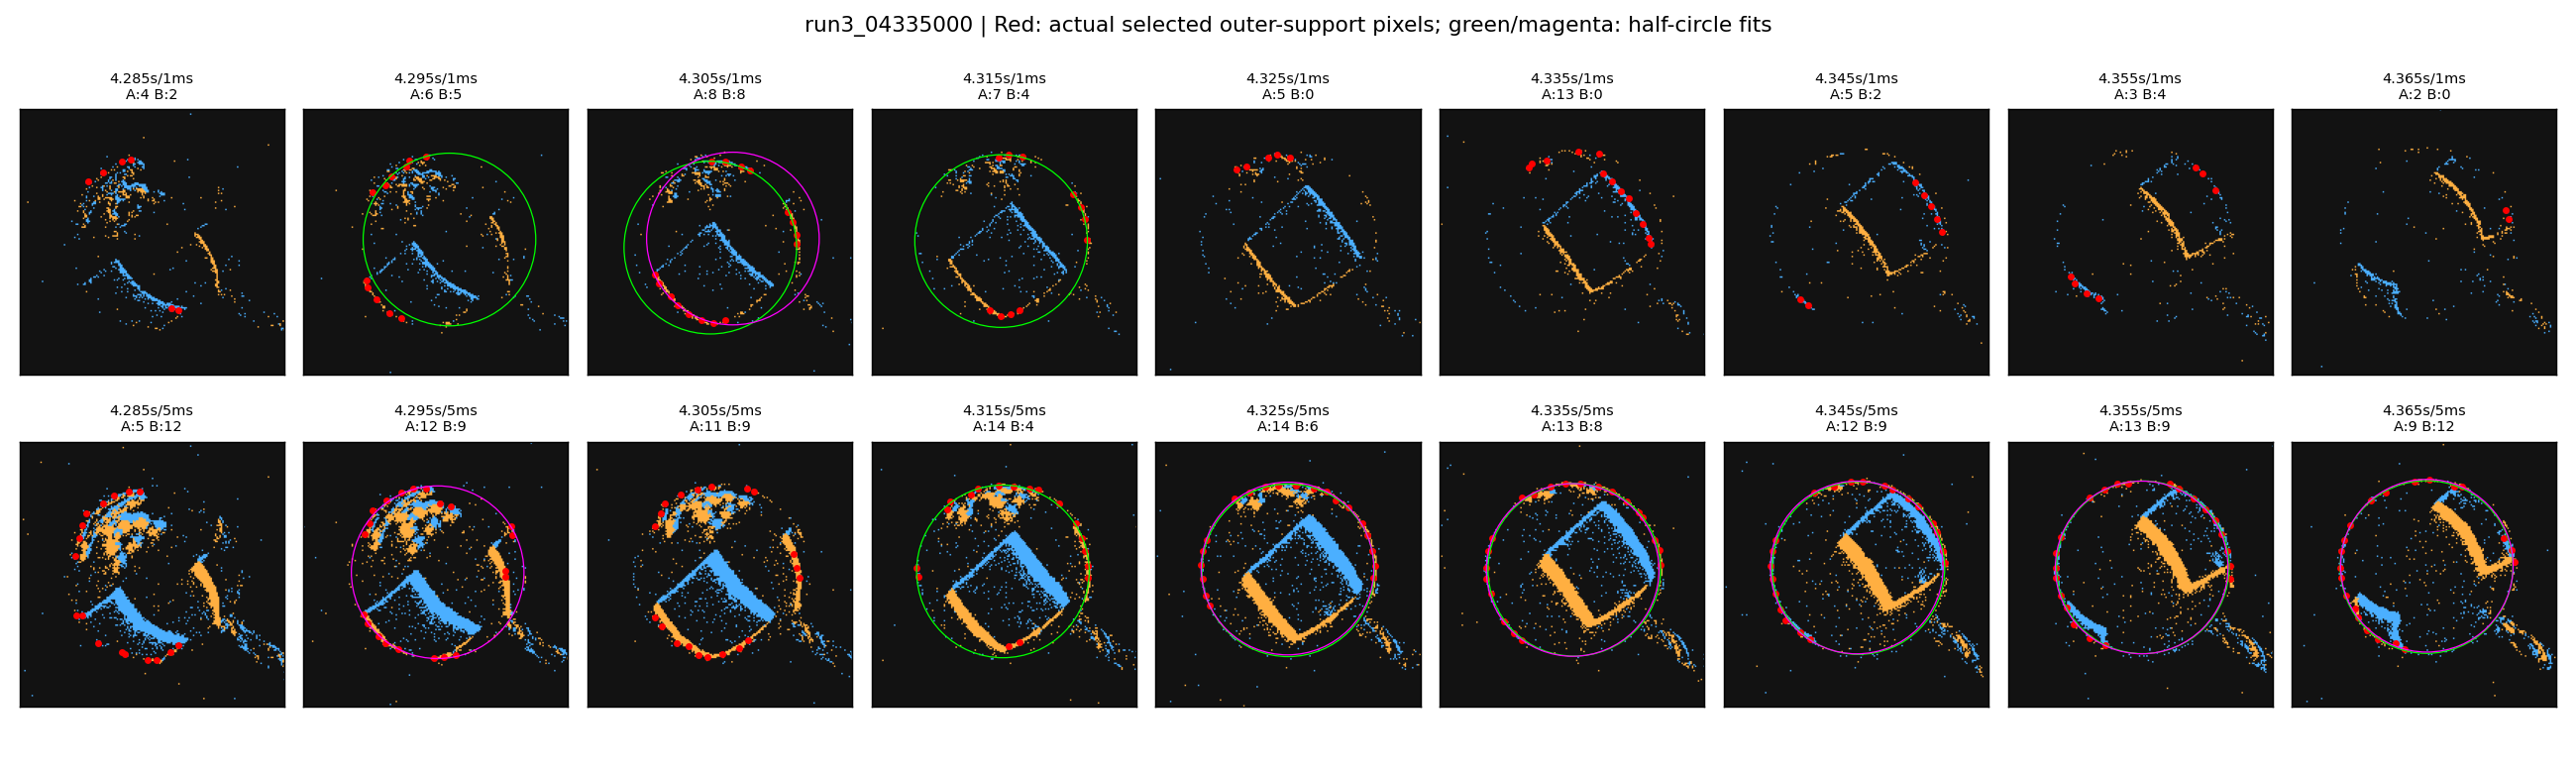 run3_04335000 | Red: actual selected outer-support pixels; green/magenta: half-circle fits
4.285s/1ms
A:4 B:2
4.295s/1ms
A:6 B:5
4.305s/1ms
A:8 B:8
4.315s/1ms
A:7 B:4
4.325s/1ms
A:5 B:0
4.335s/1ms
A:13 B:0
4.345s/1ms
A:5 B:2
4.355s/1ms
A:3 B:4
4.365s/1ms
A:2 B:0
4.285s/5ms
A:5 B:12
4.295s/5ms
A:12 B:9
4.305s/5ms
A:11 B:9
4.315s/5ms
A:14 B:4
4.325s/5ms
A:14 B:6
4.335s/5ms
A:13 B:8
4.345s/5ms
A:12 B:9
4.355s/5ms
A:13 B:9
4.365s/5ms
A:9 B:12